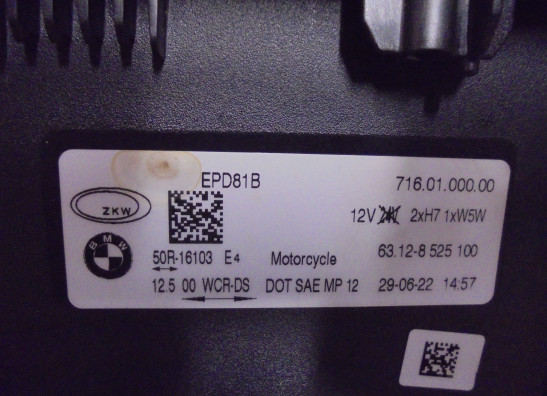 EPD81B 716.01.000.00
ZKW 12V 24V 2xH7 1xW5W
BMW
50R-16103 E4 Motorcycle 63.12-8 525 100
12.5 00 WCR-DS DOT SAE MP 12 29-06-22 14:57